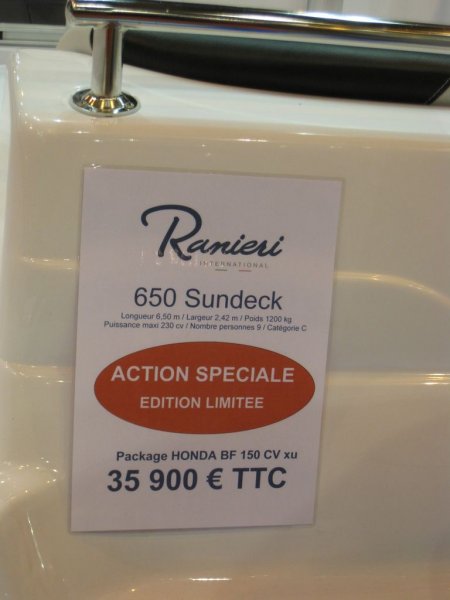 Ranieri
INTERNATIONAL
650 Sundeck
Longueur 6,50 m / Largeur 2,42 m / Poids 1200 kg
Puissance maxi 230 cv / Nombre personnes 9 / Catégorie C
ACTION SPECIALE
EDITION LIMITEE
Package HONDA BF 150 CV xu
35 900 € TTC